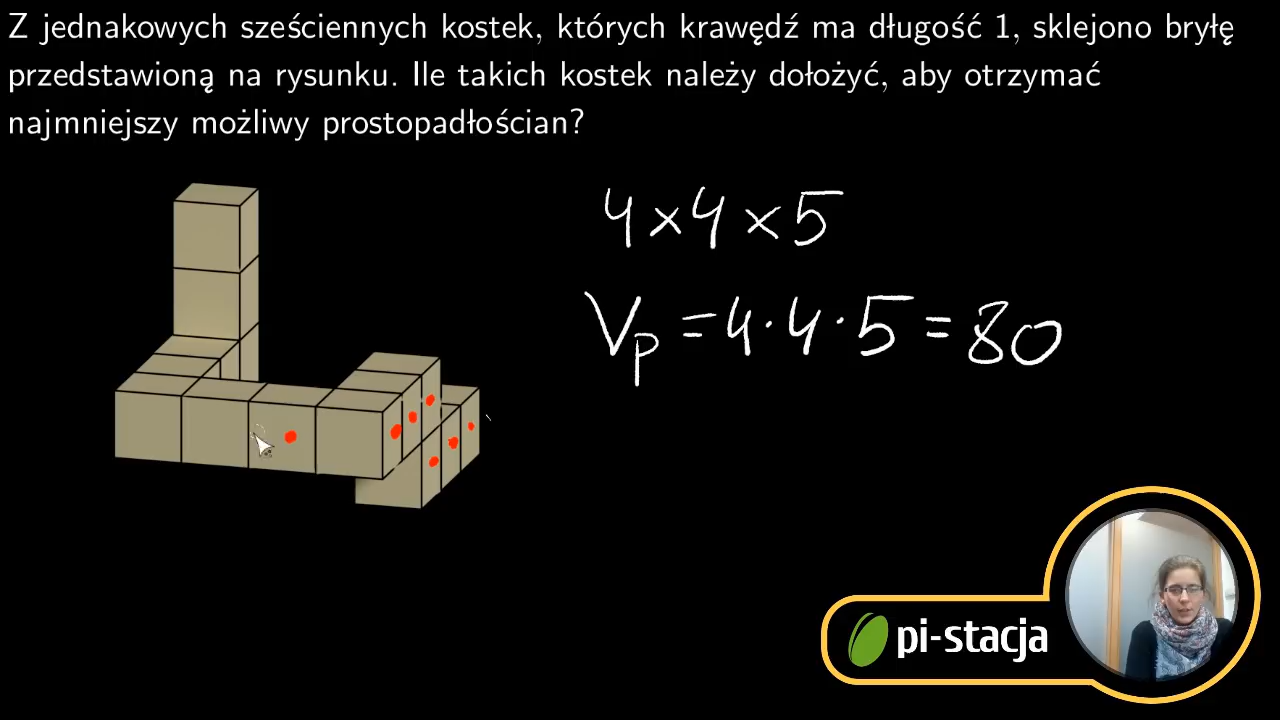 Z jednakowych sześciennych kostek, których krawędź ma długość 1, sklejono bryłę
przedstawioną na rysunku. Ile takich kostek należy dołożyć, aby otrzymać
najmniejszy możliwy prostopadłościan?
4×4×5
Vp = 4·4·5 = 80
pi-stacja